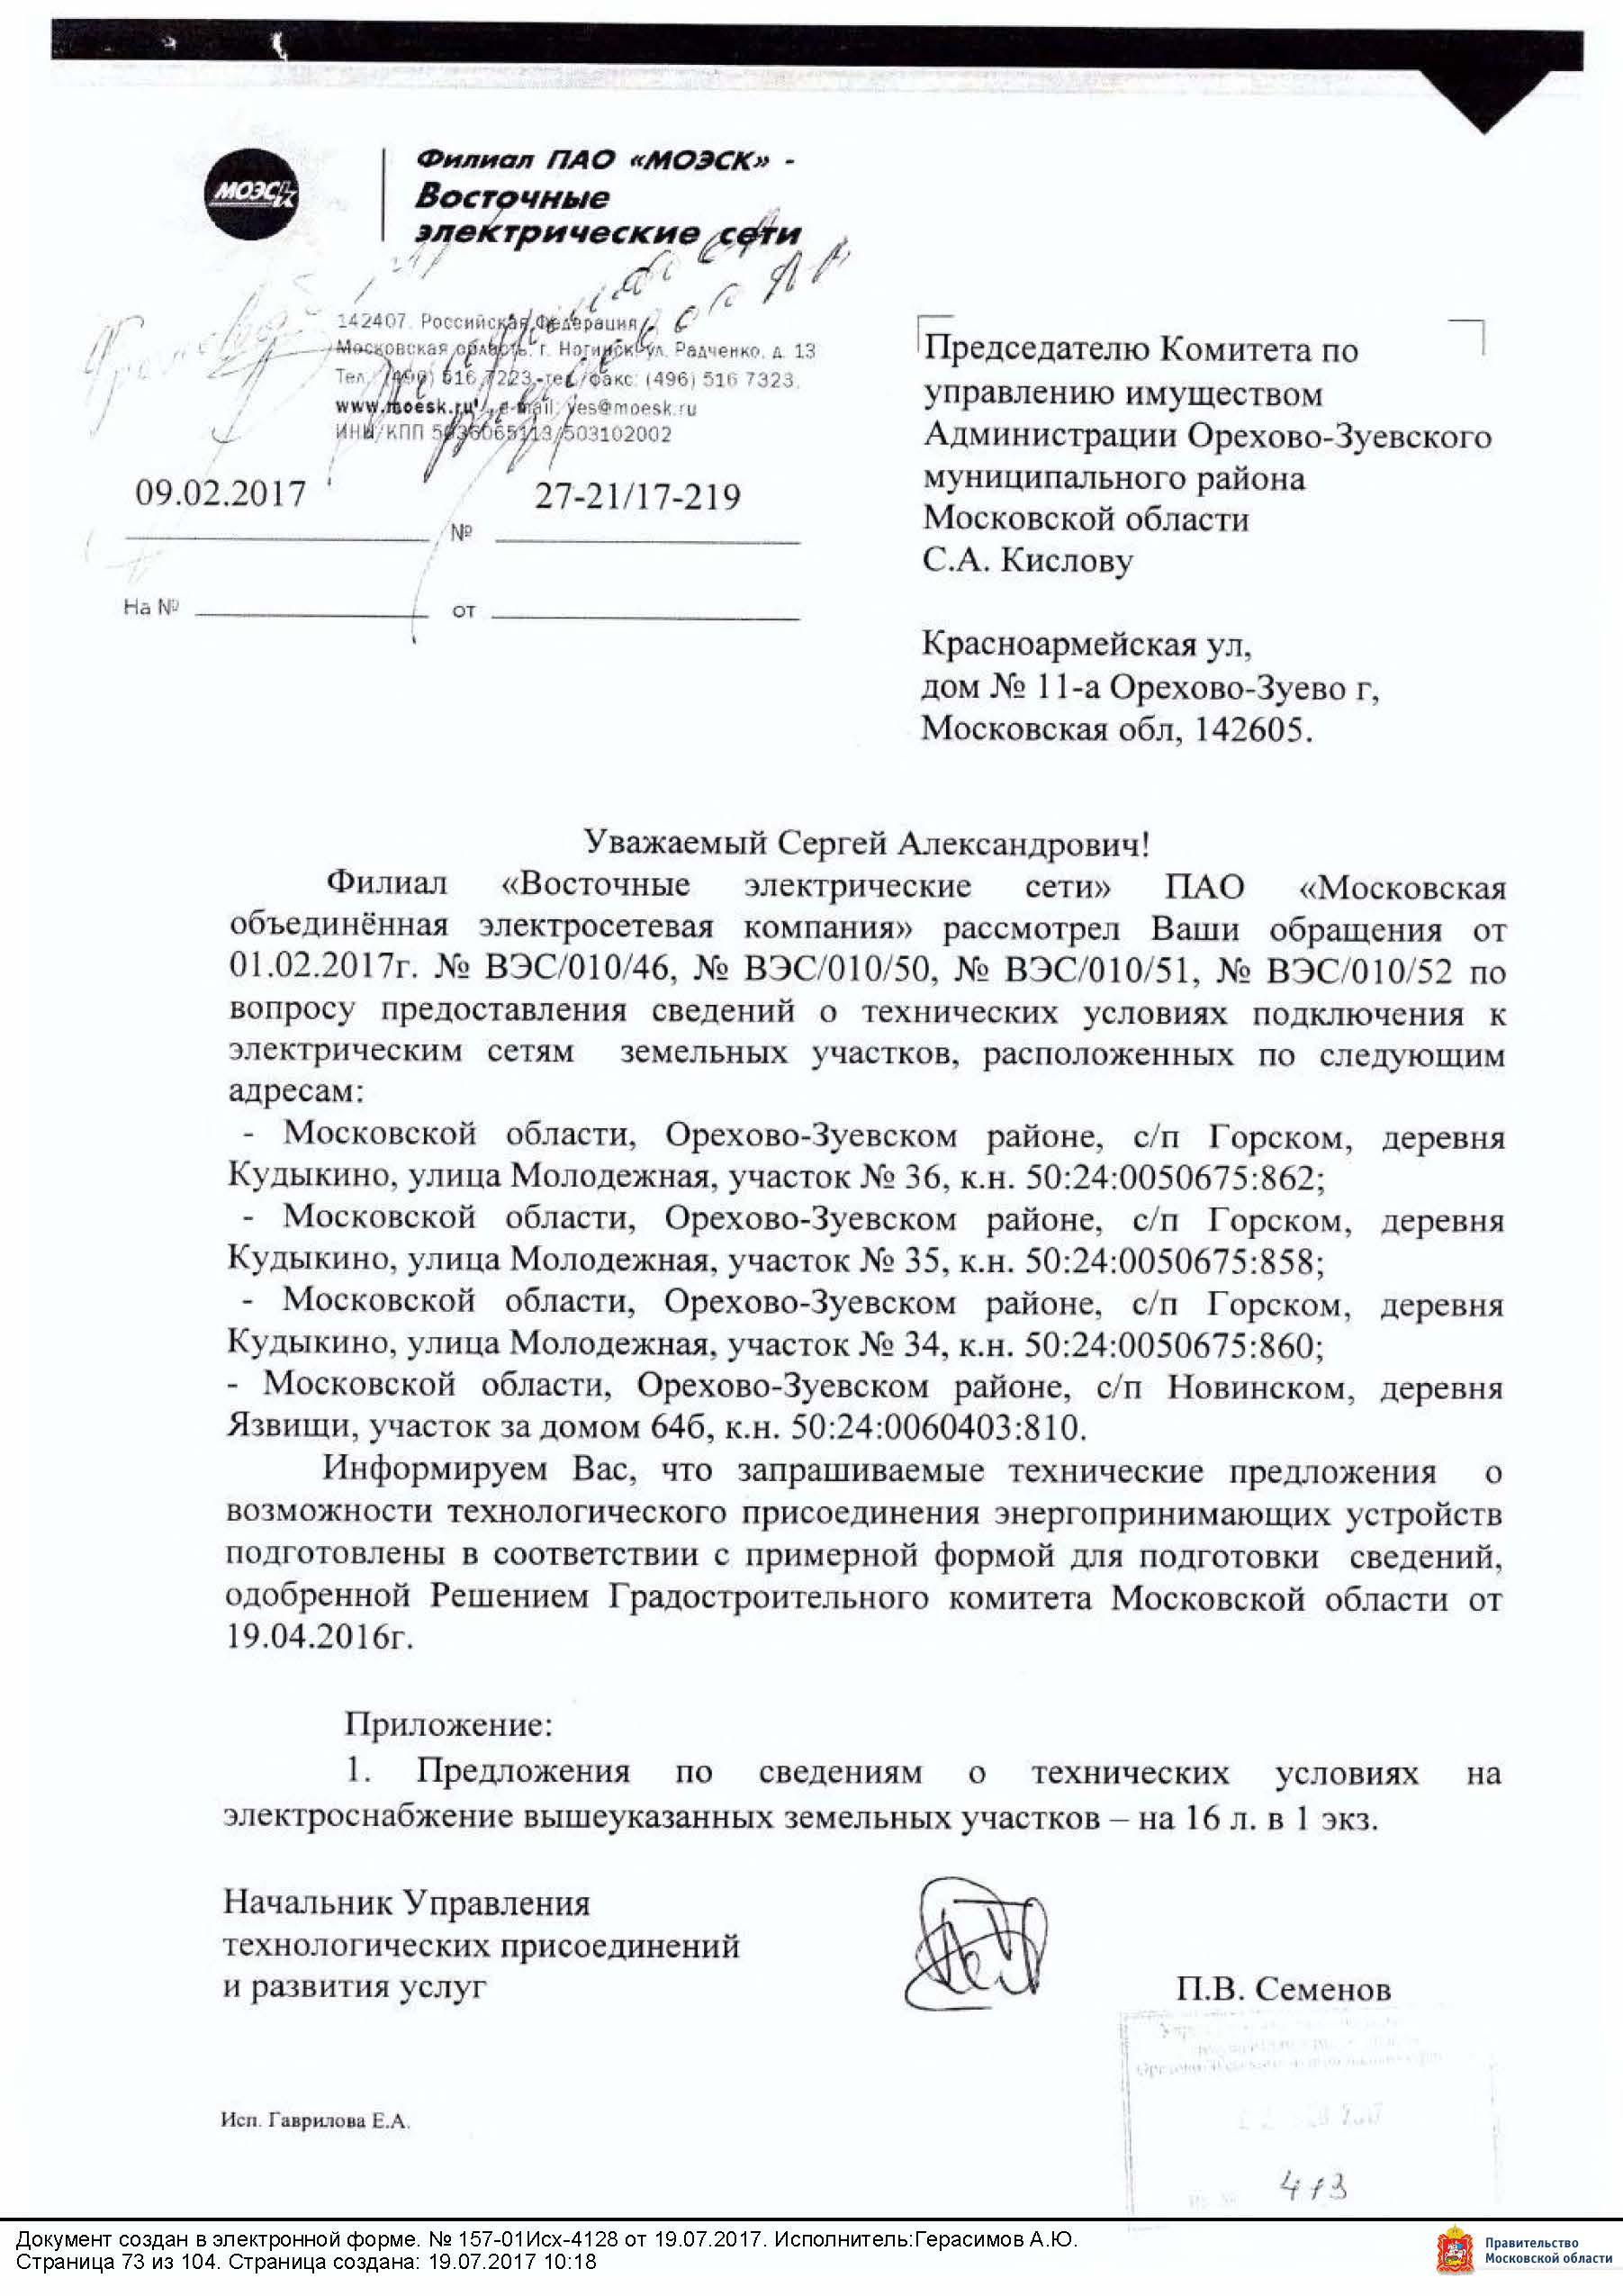 МОЭСК
Филиал ПАО «МОЭСК» -
Восточные
электрические сети
142407. Российская Федерация
Московская область. г. Ногинск ул. Радченко, д. 13
Тел. (496) 516 7223, тел./факс: (496) 516 7323,
www.moesk.ru, e-mail: ves@moesk.ru
ИНН/КПП 5036065113/503102002
09.02.2017
27-21/17-219
№
На №
от
Председателю Комитета по
управлению имуществом
Администрации Орехово-Зуевского
муниципального района
Московской области
С.А. Кислову
Красноармейская ул,
дом № 11-а Орехово-Зуево г,
Московская обл, 142605.
Уважаемый Сергей Александрович!
Филиал «Восточные электрические сети» ПАО «Московская
объединённая электросетевая компания» рассмотрел Ваши обращения от
01.02.2017г. № ВЭС/010/46, № ВЭС/010/50, № ВЭС/010/51, № ВЭС/010/52 по
вопросу предоставления сведений о технических условиях подключения к
электрическим сетям земельных участков, расположенных по следующим
адресам:
- Московской области, Орехово-Зуевском районе, с/п Горском, деревня
Кудыкино, улица Молодежная, участок № 36, к.н. 50:24:0050675:862;
- Московской области, Орехово-Зуевском районе, с/п Горском, деревня
Кудыкино, улица Молодежная, участок № 35, к.н. 50:24:0050675:858;
- Московской области, Орехово-Зуевском районе, с/п Горском, деревня
Кудыкино, улица Молодежная, участок № 34, к.н. 50:24:0050675:860;
- Московской области, Орехово-Зуевском районе, с/п Новинском, деревня
Язвищи, участок за домом 64б, к.н. 50:24:0060403:810.
Информируем Вас, что запрашиваемые технические предложения о
возможности технологического присоединения энергопринимающих устройств
подготовлены в соответствии с примерной формой для подготовки сведений,
одобренной Решением Градостроительного комитета Московской области от
19.04.2016г.
Приложение:
1. Предложения по сведениям о технических условиях на
электроснабжение вышеуказанных земельных участков – на 16 л. в 1 экз.
Начальник Управления
технологических присоединений
и развития услуг
П.В. Семенов
Исп. Гаврилова Е.А.
413
Документ создан в электронной форме. № 157-01Исх-4128 от 19.07.2017. Исполнитель:Герасимов А.Ю.
Страница 73 из 104. Страница создана: 19.07.2017 10:18
Правительство
Московской области